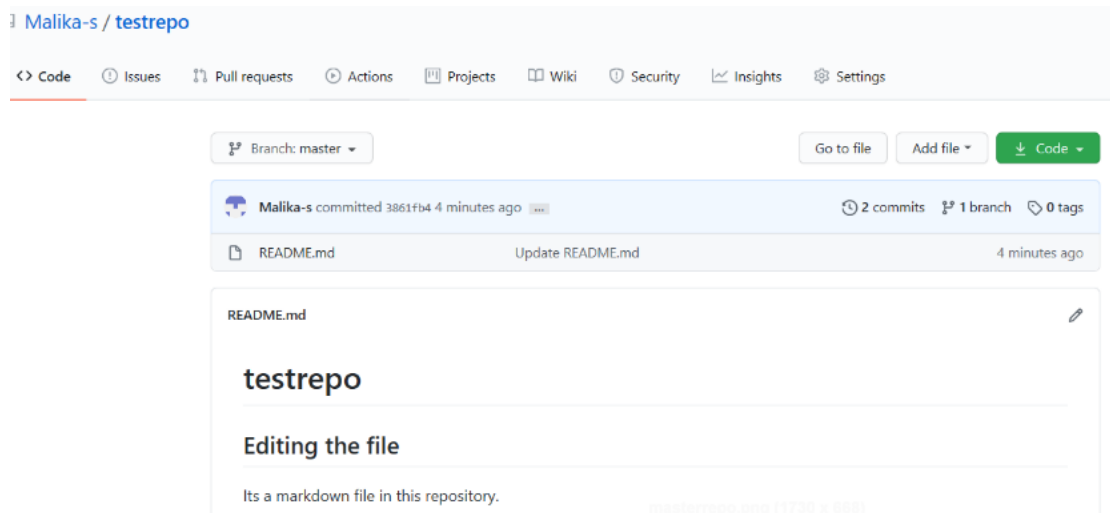 Malika-s / testrepo
Code Issues Pull requests Actions Projects Wiki Security Insights Settings
Branch: master Go to file Add file Code
Malika-s committed 3861fb4 4 minutes ago ... 2 commits 1 branch 0 tags
README.md Update README.md 4 minutes ago
README.md
testrepo
Editing the file
Its a markdown file in this repository.